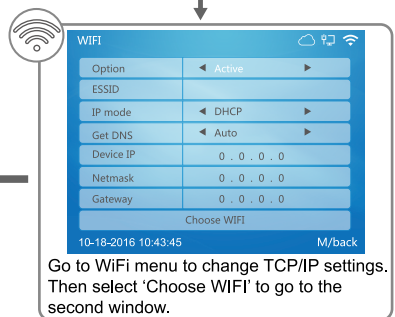 WIFI
Option ◀ Active ▶
ESSID
IP mode ◀ DHCP ▶
Get DNS ◀ Auto ▶
Device IP 0 . 0 . 0 . 0
Netmask 0 . 0 . 0 . 0
Gateway 0 . 0 . 0 . 0
Choose WIFI
10-18-2016 10:43:45 M/back
Go to WiFi menu to change TCP/IP settings.
Then select ‘Choose WIFI’ to go to the
second window.